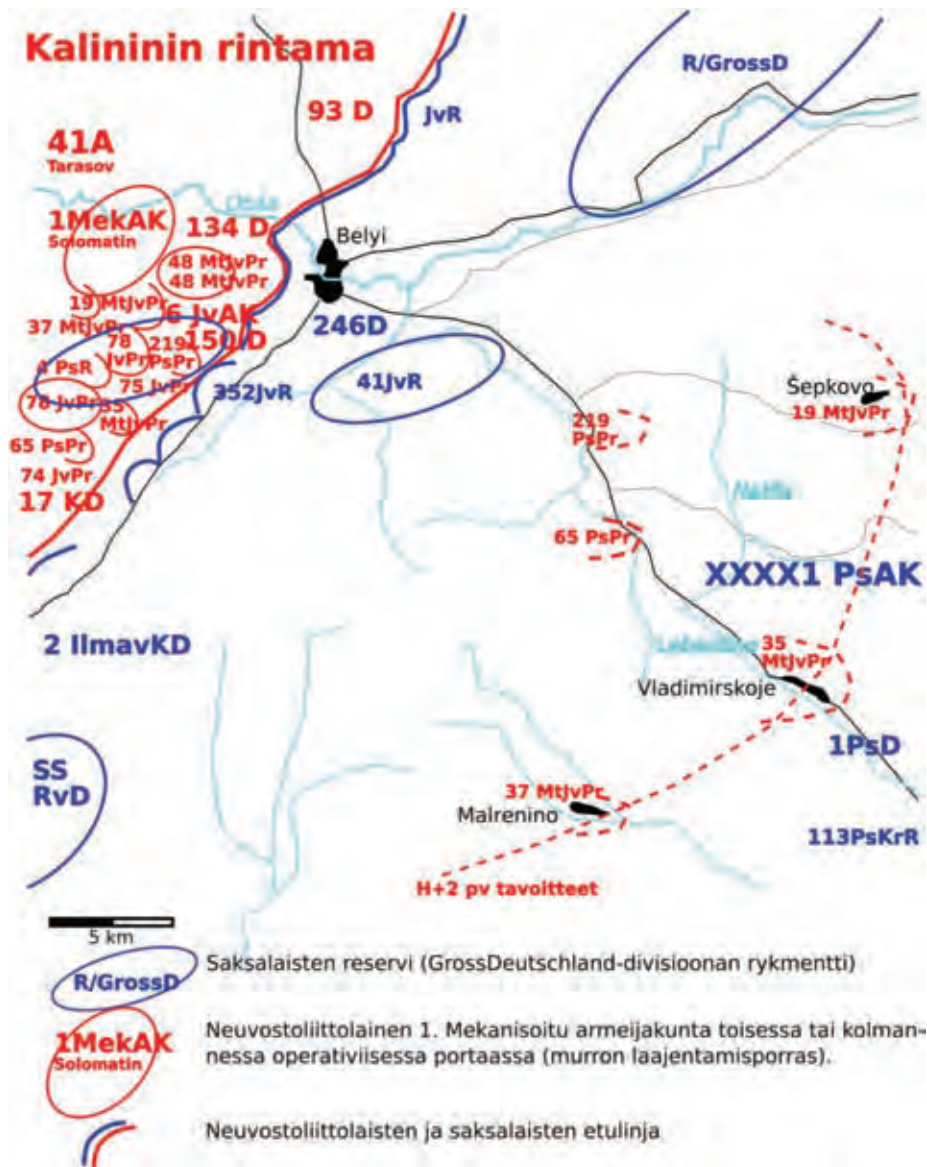 Kalininin rintama
93 D
JvR
R/GrossD
41A
Tarasov
1MekAK
Solomatin
134 D
Belyi
48 MtJvPr
48 MtJvPr
19 MtJvPr
37 MtJvPr
6 JvAK
150 D
78
JvPr
219
PsPr
4 PsR
75 JvPr
78 JvPr
35
MtJvPr
65 PsPr
74 JvPr
17 KD
246D
352JvR
41JvR
Šepkovo
19 MtJvPr
219
PsPr
65 PsPr
XXXX1 PsAK
2 IlmavKD
35
MtJvPr
Vladimirskoje
1PsD
SS
RvD
37 MtJvPr
Malrenino
113PsKrR
H+2 pv tavoitteet
5 km
R/GrossD
Saksalaisten reservi (GrossDeutschland-divisioonan rykmentti)
1MekAK
Solomatin
Neuvostoliittolainen 1. Mekanisoitu armeijakunta toisessa tai kolman-
nessa operatiivisessa portaassa (murron laajentamisporras).
Neuvostoliittolaisten ja saksalaisten etulinja